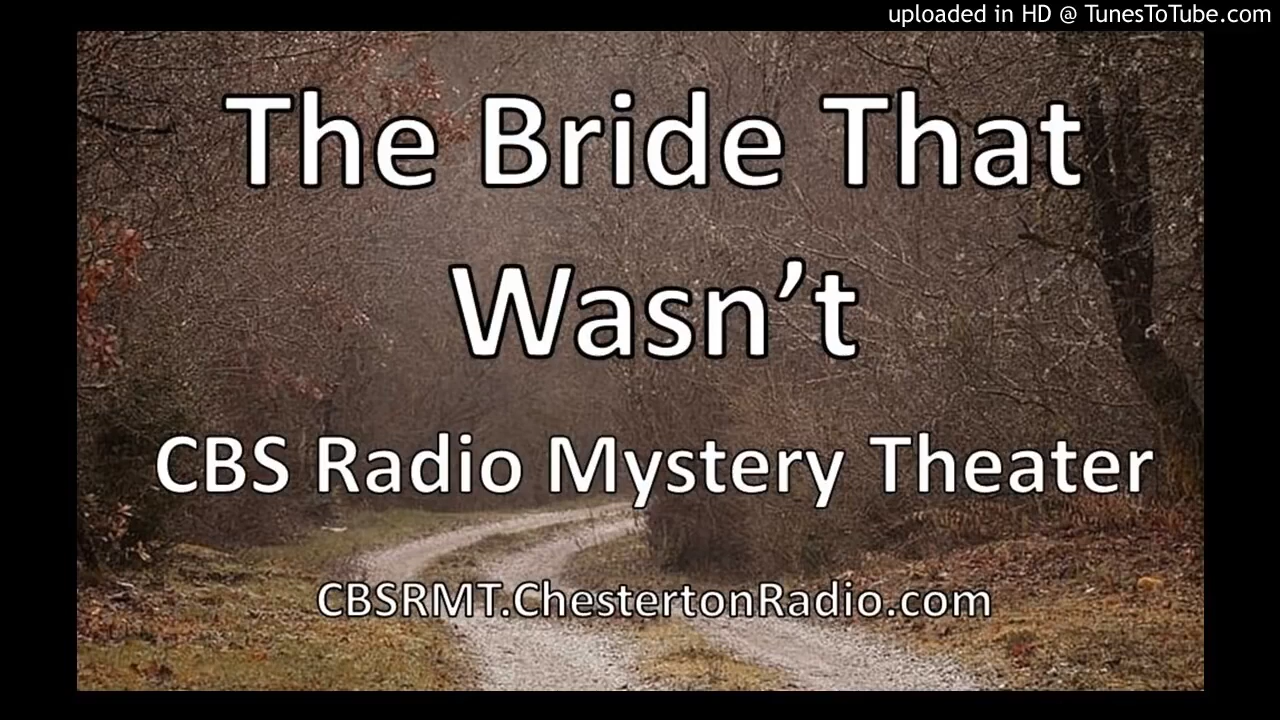 uploaded in HD @ TunesToTube.com
The Bride That
Wasn’t
CBS Radio Mystery Theater
CBSRMT.ChestertonRadio.com